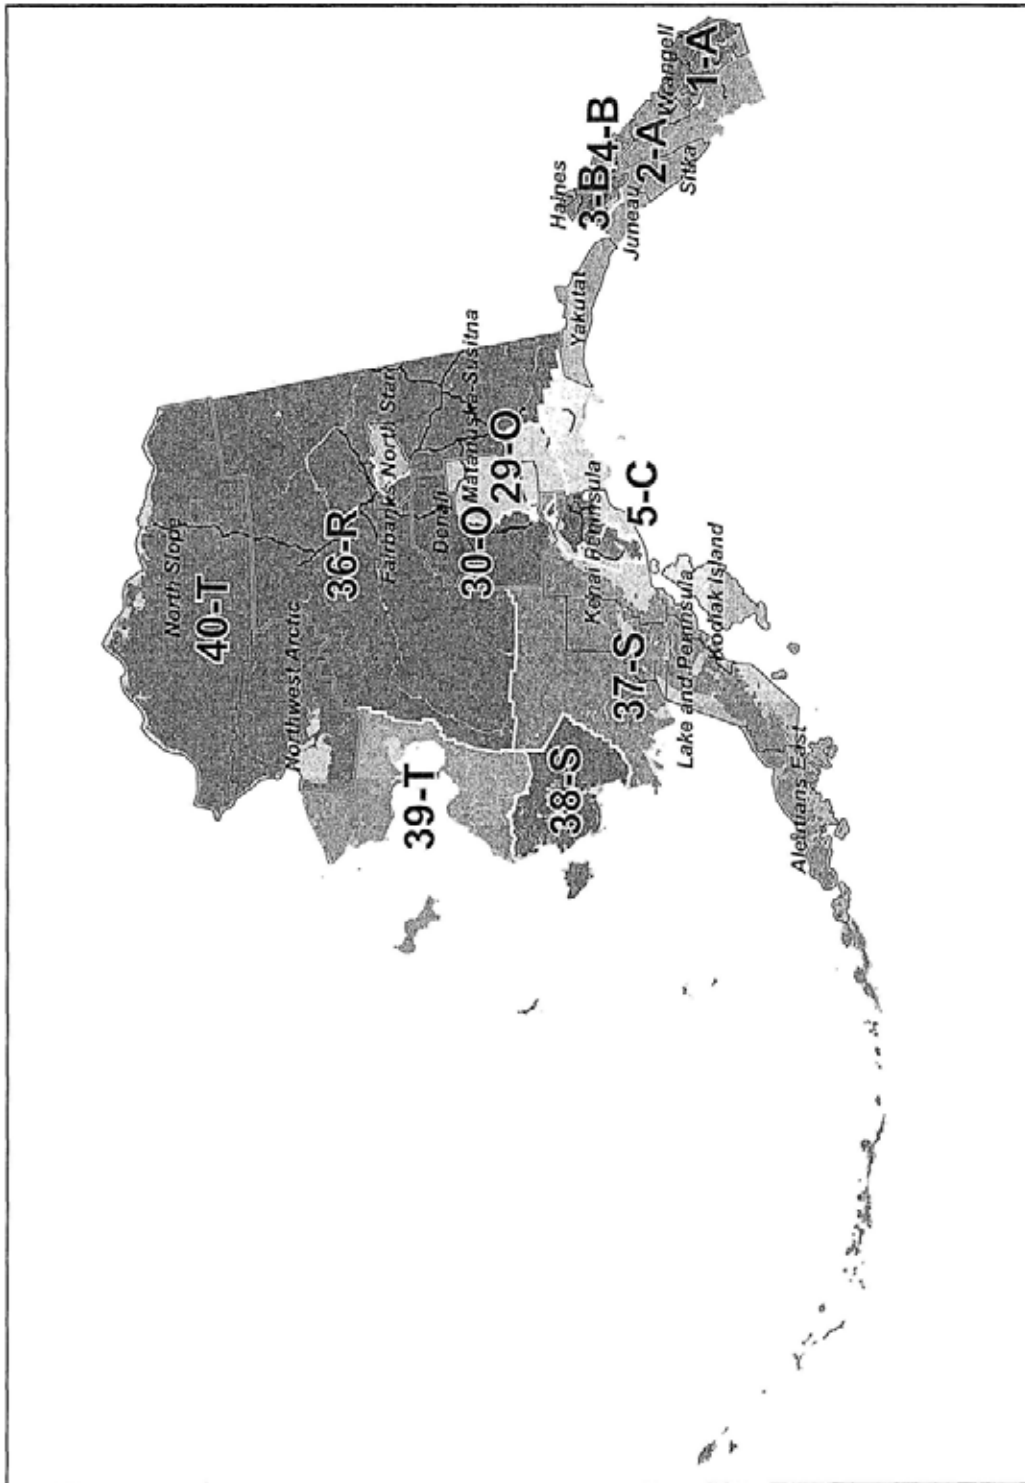 North Slope
40-T
Northwest Arctic
36-R
Fairbanks North Star
39-T
Denali
Matanuska-Susitna
30-O
29-O
38-S
37-S
Kenai Peninsula
5-C
Lake and Peninsula
Kodiak Island
Aleutians East
Yakutat
Haines
3-B
4-B
Juneau
2-A
Sitka
Wrangell
1-A